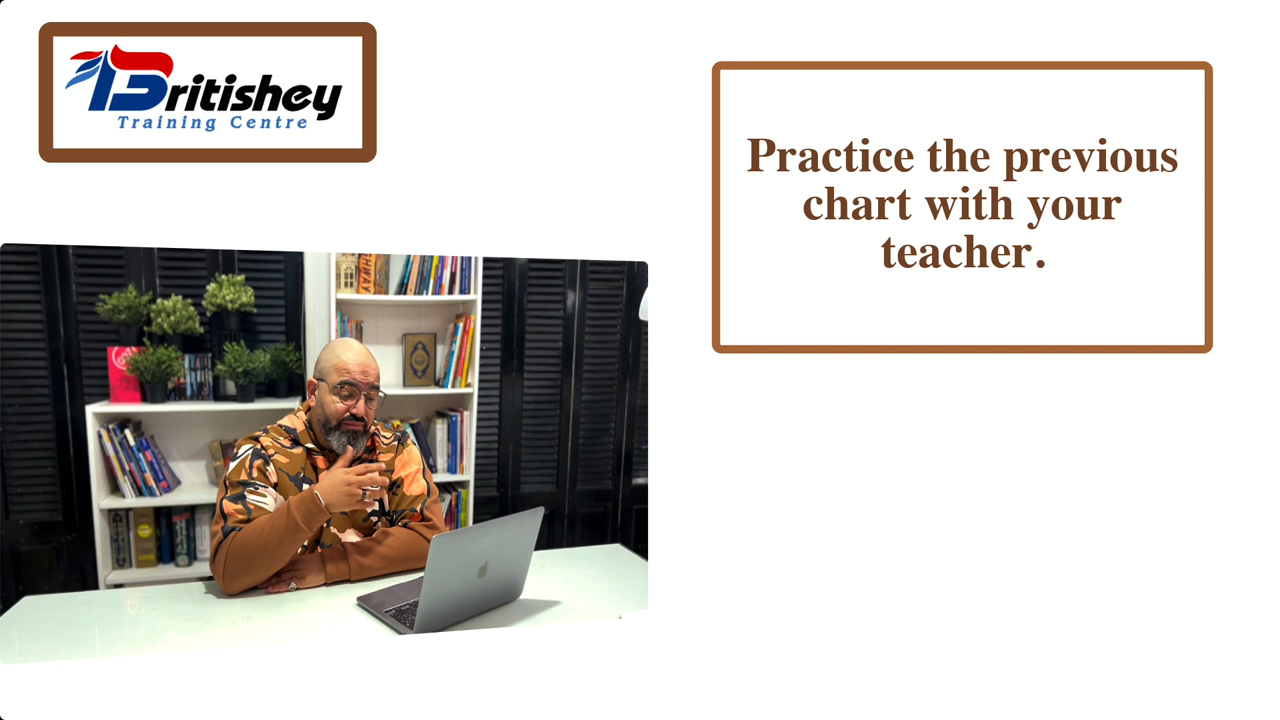 Britishey
Training Centre
Practice the previous
chart with your
teacher.